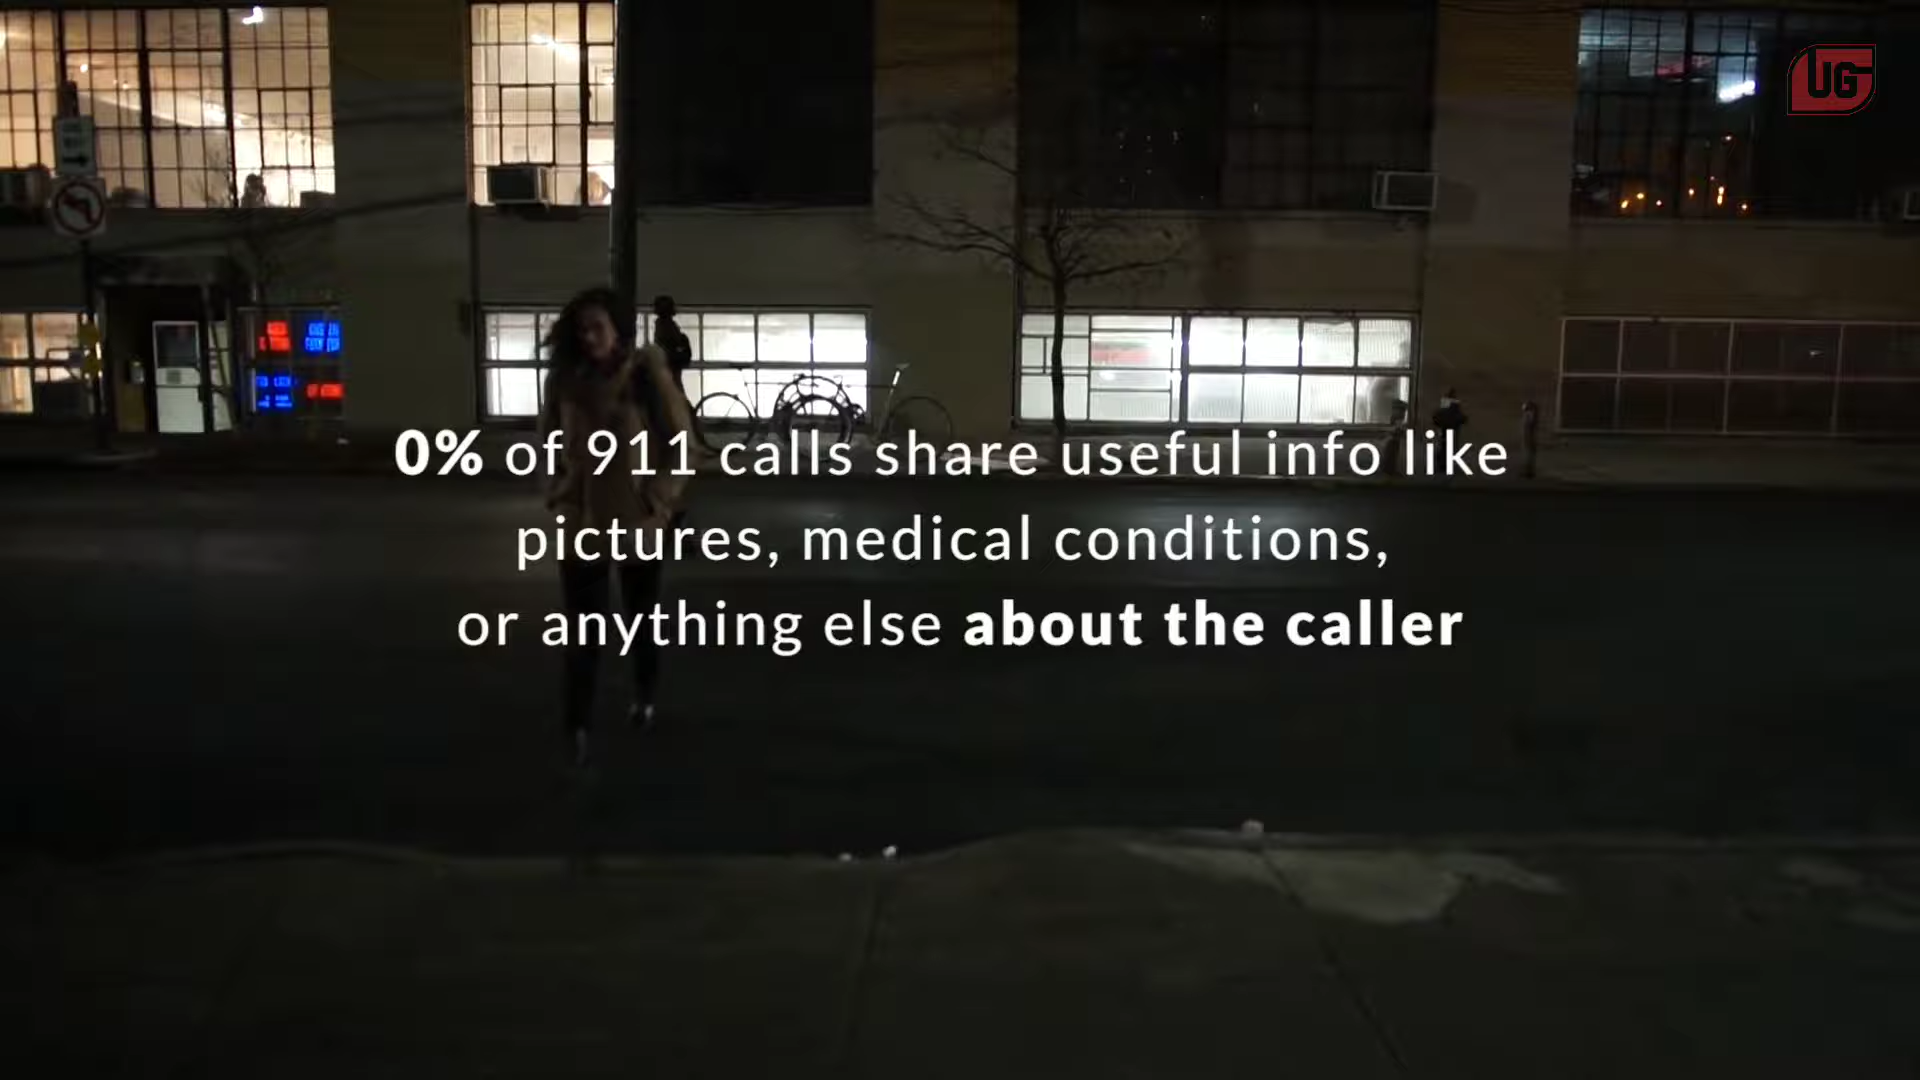 UG
0% of 911 calls share useful info like
pictures, medical conditions,
or anything else about the caller